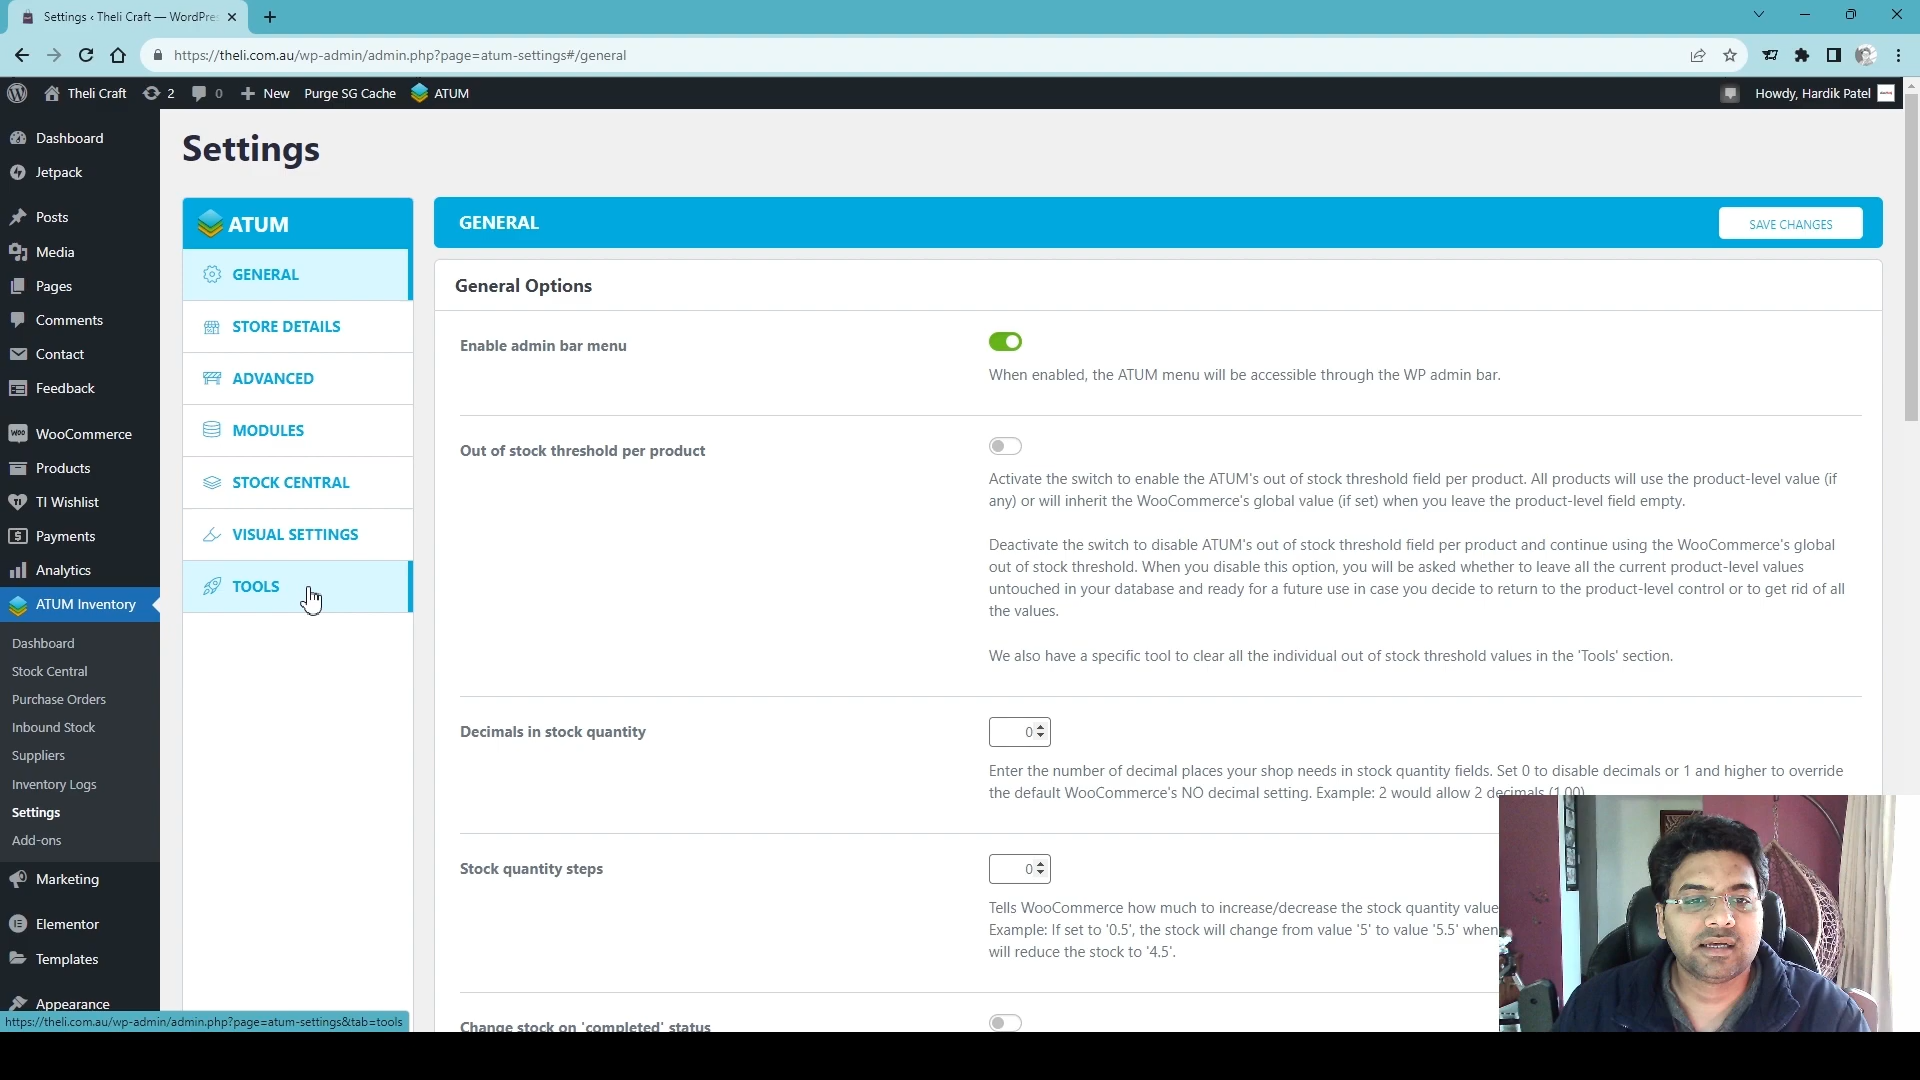 Settings ‹ Theli Craft — WordPre
https://theli.com.au/wp-admin/admin.php?page=atum-settings#/general
Theli Craft
2
0
New
Purge SG Cache
ATUM
Howdy, Hardik Patel
Dashboard
Jetpack
Posts
Media
Pages
Comments
Contact
Feedback
WooCommerce
Products
TI Wishlist
Payments
Analytics
ATUM Inventory
Dashboard
Stock Central
Purchase Orders
Inbound Stock
Suppliers
Inventory Logs
Settings
Add-ons
Marketing
Elementor
Templates
Appearance
https://theli.com.au/wp-admin/admin.php?page=atum-settings&tab=tools
Settings
ATUM
GENERAL
STORE DETAILS
ADVANCED
MODULES
STOCK CENTRAL
VISUAL SETTINGS
TOOLS
GENERAL
SAVE CHANGES
General Options
Enable admin bar menu
When enabled, the ATUM menu will be accessible through the WP admin bar.
Out of stock threshold per product
Activate the switch to enable the ATUM's out of stock threshold field per product. All products will use the product-level value (if
any) or will inherit the WooCommerce's global value (if set) when you leave the product-level field empty.
Deactivate the switch to disable ATUM's out of stock threshold field per product and continue using the WooCommerce's global
out of stock threshold. When you disable this option, you will be asked whether to leave all the current product-level values
untouched in your database and ready for a future use in case you decide to return to the product-level control or to get rid of all
the values.
We also have a specific tool to clear all the individual out of stock threshold values in the 'Tools' section.
Decimals in stock quantity
0
Enter the number of decimal places your shop needs in stock quantity fields. Set 0 to disable decimals or 1 and higher to override
the default WooCommerce's NO decimal setting. Example: 2 would allow 2 decimals (1.00)
Stock quantity steps
0
Tells WooCommerce how much to increase/decrease the stock quantity value
Example: If set to '0.5', the stock will change from value '5' to value '5.5' when
will reduce the stock to '4.5'.
Change stock on 'completed' status